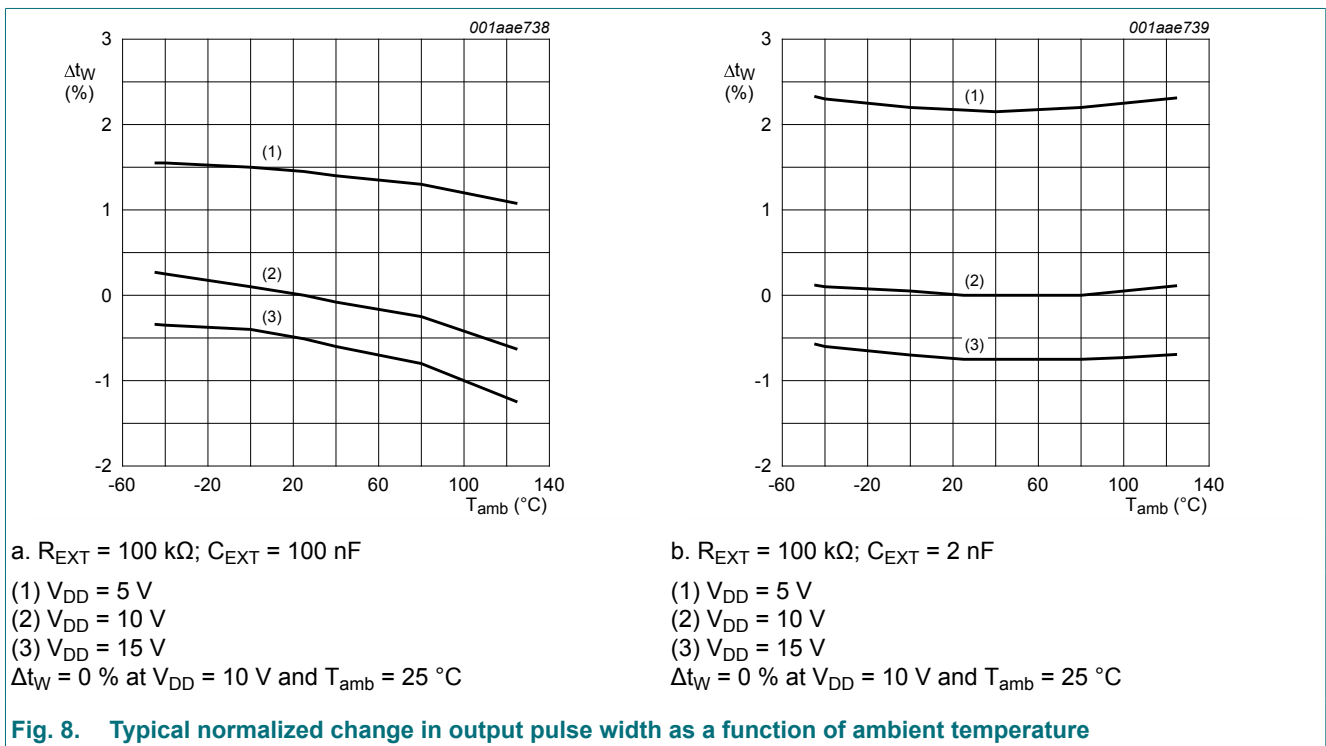 001aae738
3
2
1
0
-1
-2
ΔtW
(%)
(1)
(2)
(3)
-60 -20 20 60 100 140
Tamb (°C)
001aae739
3
2
1
0
-1
-2
ΔtW
(%)
(1)
(2)
(3)
-60 -20 20 60 100 140
Tamb (°C)
a. REXT = 100 kΩ; CEXT = 100 nF
(1) VDD = 5 V
(2) VDD = 10 V
(3) VDD = 15 V
ΔtW = 0 % at VDD = 10 V and Tamb = 25 °C
b. REXT = 100 kΩ; CEXT = 2 nF
(1) VDD = 5 V
(2) VDD = 10 V
(3) VDD = 15 V
ΔtW = 0 % at VDD = 10 V and Tamb = 25 °C
Fig. 8. Typical normalized change in output pulse width as a function of ambient temperature